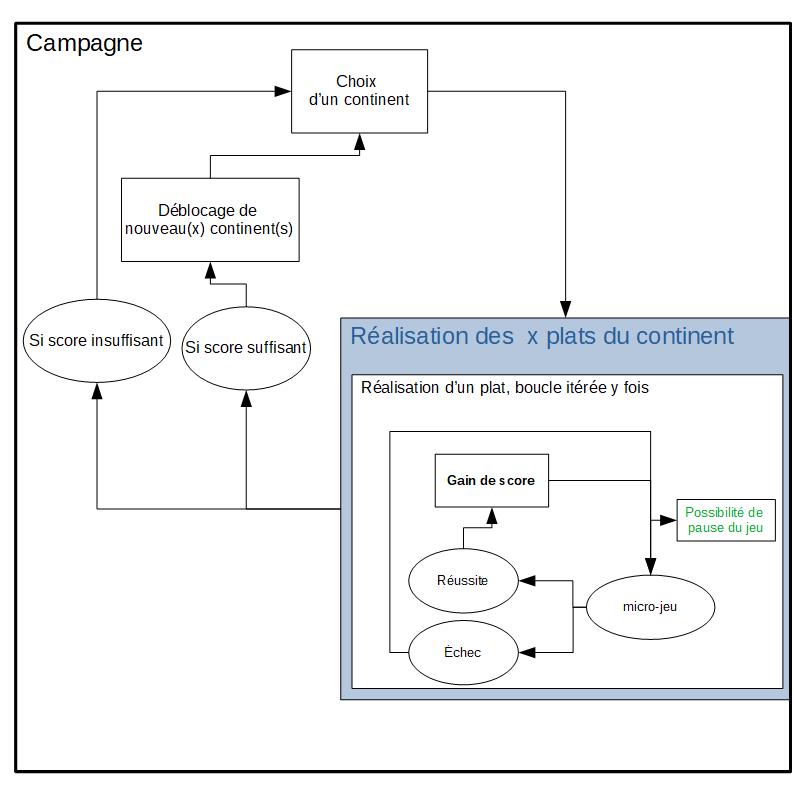 Campagne
Choix
d'un continent
Déblocage de
nouveau(x) continent(s)
Si score insuffisant
Si score suffisant
Réalisation des x plats du continent
Réalisation d'un plat, boucle itérée y fois
Gain de score
Possibilité de
pause du jeu
Réussite
micro-jeu
Échec